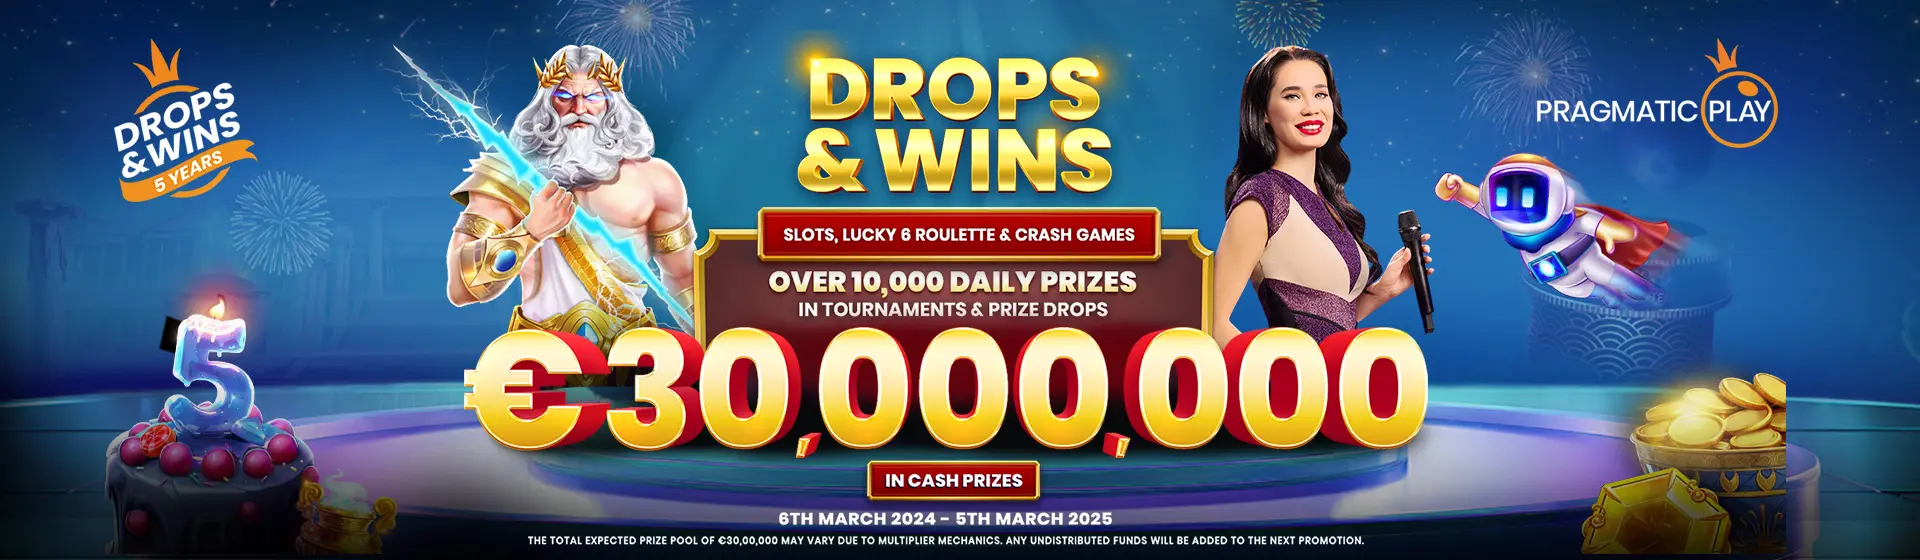 DROPS
& WINS
5 YEARS
DROPS
& WINS
PRAGMATIC PLAY
SLOTS, LUCKY 6 ROULETTE & CRASH GAMES
OVER 10,000 DAILY PRIZES
IN TOURNAMENTS & PRIZE DROPS
€30,000,000
5
IN CASH PRIZES
6TH MARCH 2024 - 5TH MARCH 2025
THE TOTAL EXPECTED PRIZE POOL OF €30,00,000 MAY VARY DUE TO MULTIPLIER MECHANICS. ANY UNDISTRIBUTED FUNDS WILL BE ADDED TO THE NEXT PROMOTION.